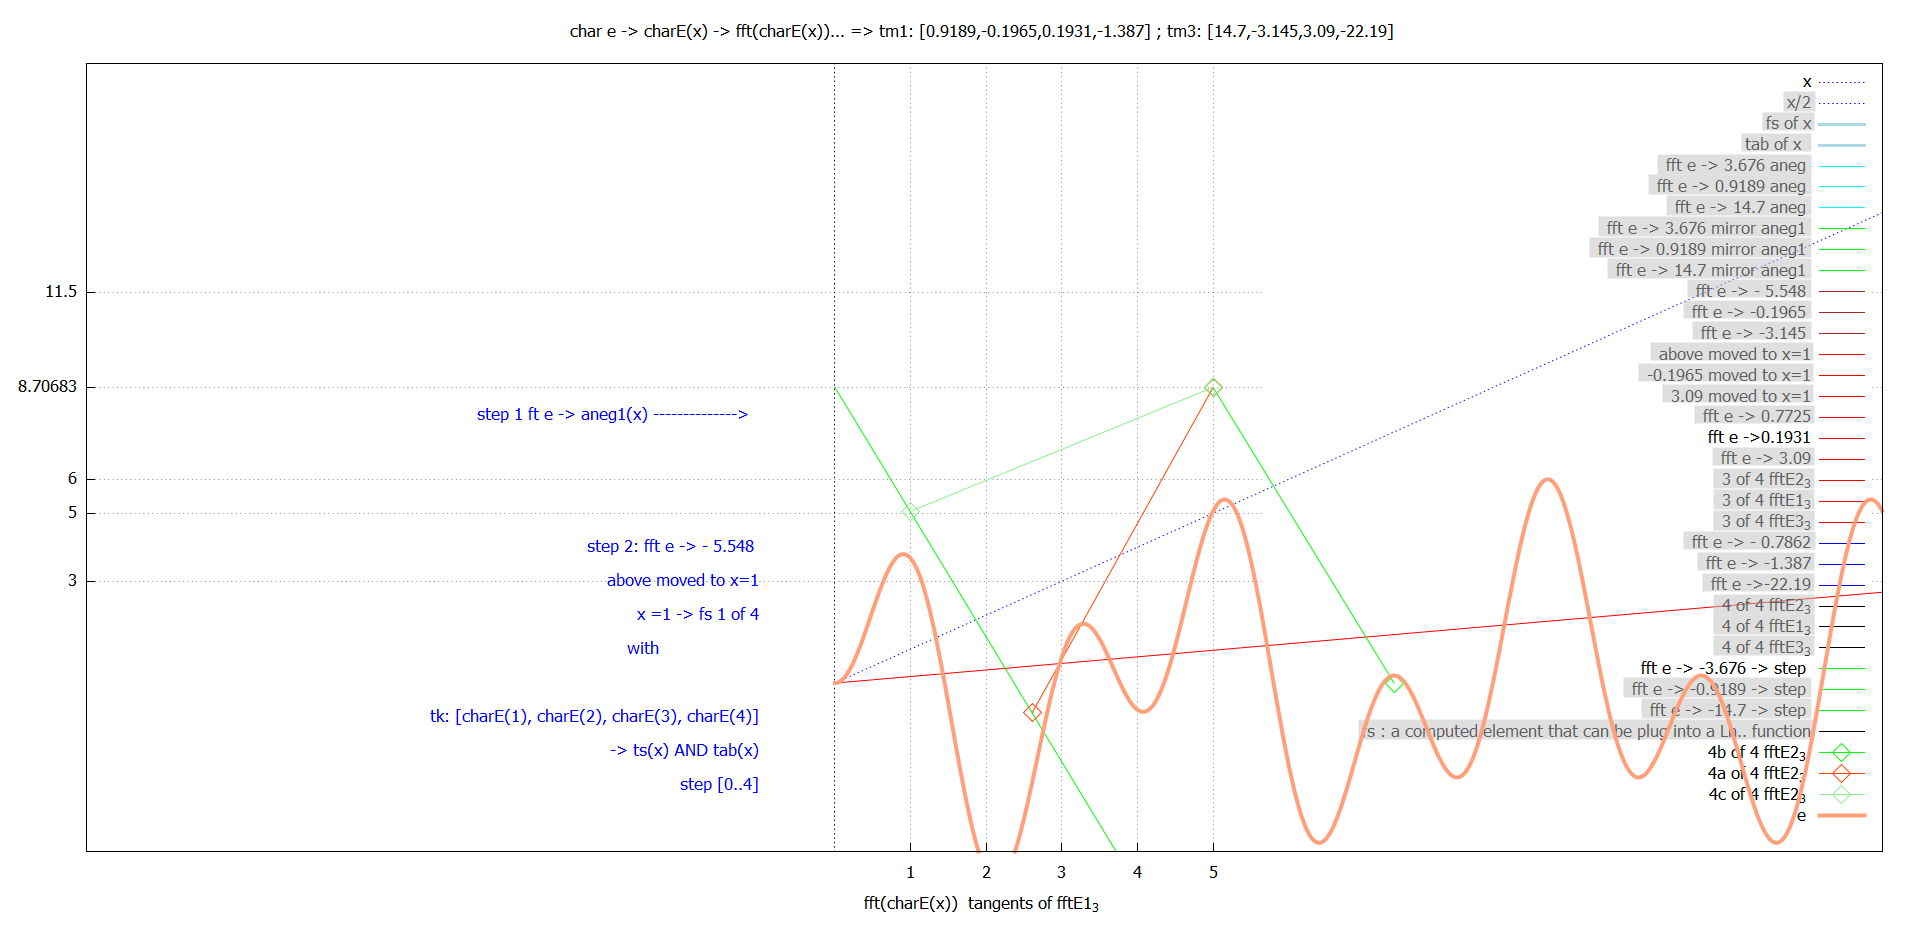 char e -> charE(x) -> fft(charE(x))... => tm1: [0.9189,-0.1965,0.1931,-1.387] ; tm3: [14.7,-3.145,3.09,-22.19]
x
x/2
fs of x
tab of x
fft e -> 3.676 aneg
fft e -> 0.9189 aneg
fft e -> 14.7 aneg
fft e -> 3.676 mirror aneg1
fft e -> 0.9189 mirror aneg1
fft e -> 14.7 mirror aneg1
fft e -> - 5.548
fft e -> -0.1965
fft e -> -3.145
above moved to x=1
-0.1965 moved to x=1
3.09 moved to x=1
fft e -> 0.7725
fft e ->0.1931
fft e -> 3.09
3 of 4 fftE2₃
3 of 4 fftE1₃
3 of 4 fftE3₃
fft e -> - 0.7862
fft e -> -1.387
fft e ->-22.19
4 of 4 fftE2₃
4 of 4 fftE1₃
4 of 4 fftE3₃
fft e -> -3.676 -> step
fft e -> -0.9189 -> step
fft e -> -14.7 -> step
fs : a computed element that can be plug into a Ln.. function
4b of 4 fftE2₃
4a of 4 fftE2₃
4c of 4 fftE2₃
e
11.5
8.70683
6
5
3
step 1 ft e -> aneg1(x) -------------->
step 2: fft e -> - 5.548
above moved to x=1
x =1 -> fs 1 of 4
with
tk: [charE(1), charE(2), charE(3), charE(4)]
-> ts(x) AND tab(x)
step [0..4]
1 2 3 4 5
fft(charE(x)) tangents of fftE1₃